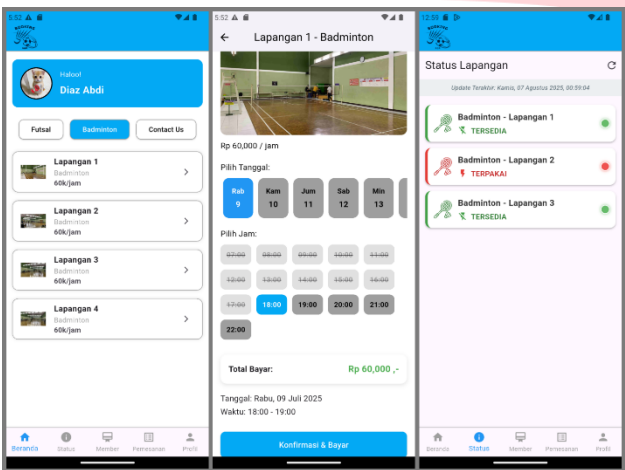 5:52
Haloo!
Diaz Abdi
Futsal
Badminton
Contact Us
Lapangan 1
Badminton
60k/jam
Lapangan 2
Badminton
60k/jam
Lapangan 3
Badminton
60k/jam
Lapangan 4
Badminton
60k/jam
Beranda
Status
Member
Pemesanan
Profil
5:52
Lapangan 1 - Badminton
Rp 60,000 / jam
Pilih Tanggal:
Rab Kam Jum Sab Min
9 10 11 12 13
Pilih Jam:
07:00 08:00 09:00 10:00 11:00
12:00 13:00 14:00 15:00 16:00
17:00 18:00 19:00 20:00 21:00
22:00
Total Bayar: Rp 60,000 ,-
Tanggal: Rabu, 09 Juli 2025
Waktu: 18:00 - 19:00
Konfirmasi & Bayar
12:59
Status Lapangan
Update Terakhir: Kamis, 07 Agustus 2025, 00:59:04
Badminton - Lapangan 1
TERSEDIA
Badminton - Lapangan 2
TERPAKAI
Badminton - Lapangan 3
TERSEDIA
Beranda
Status
Member
Pemesanan
Profil